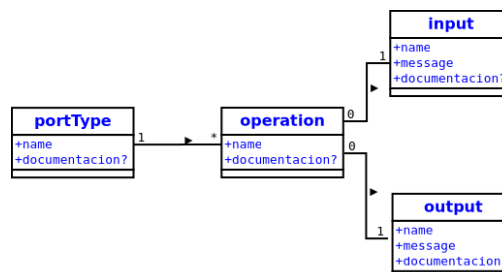 input
+name
+message
+documentacion?
portType
+name
+documentacion?
1
*
operation
+name
+documentacion?
0
1
0
1
output
+name
+message
+documentacion